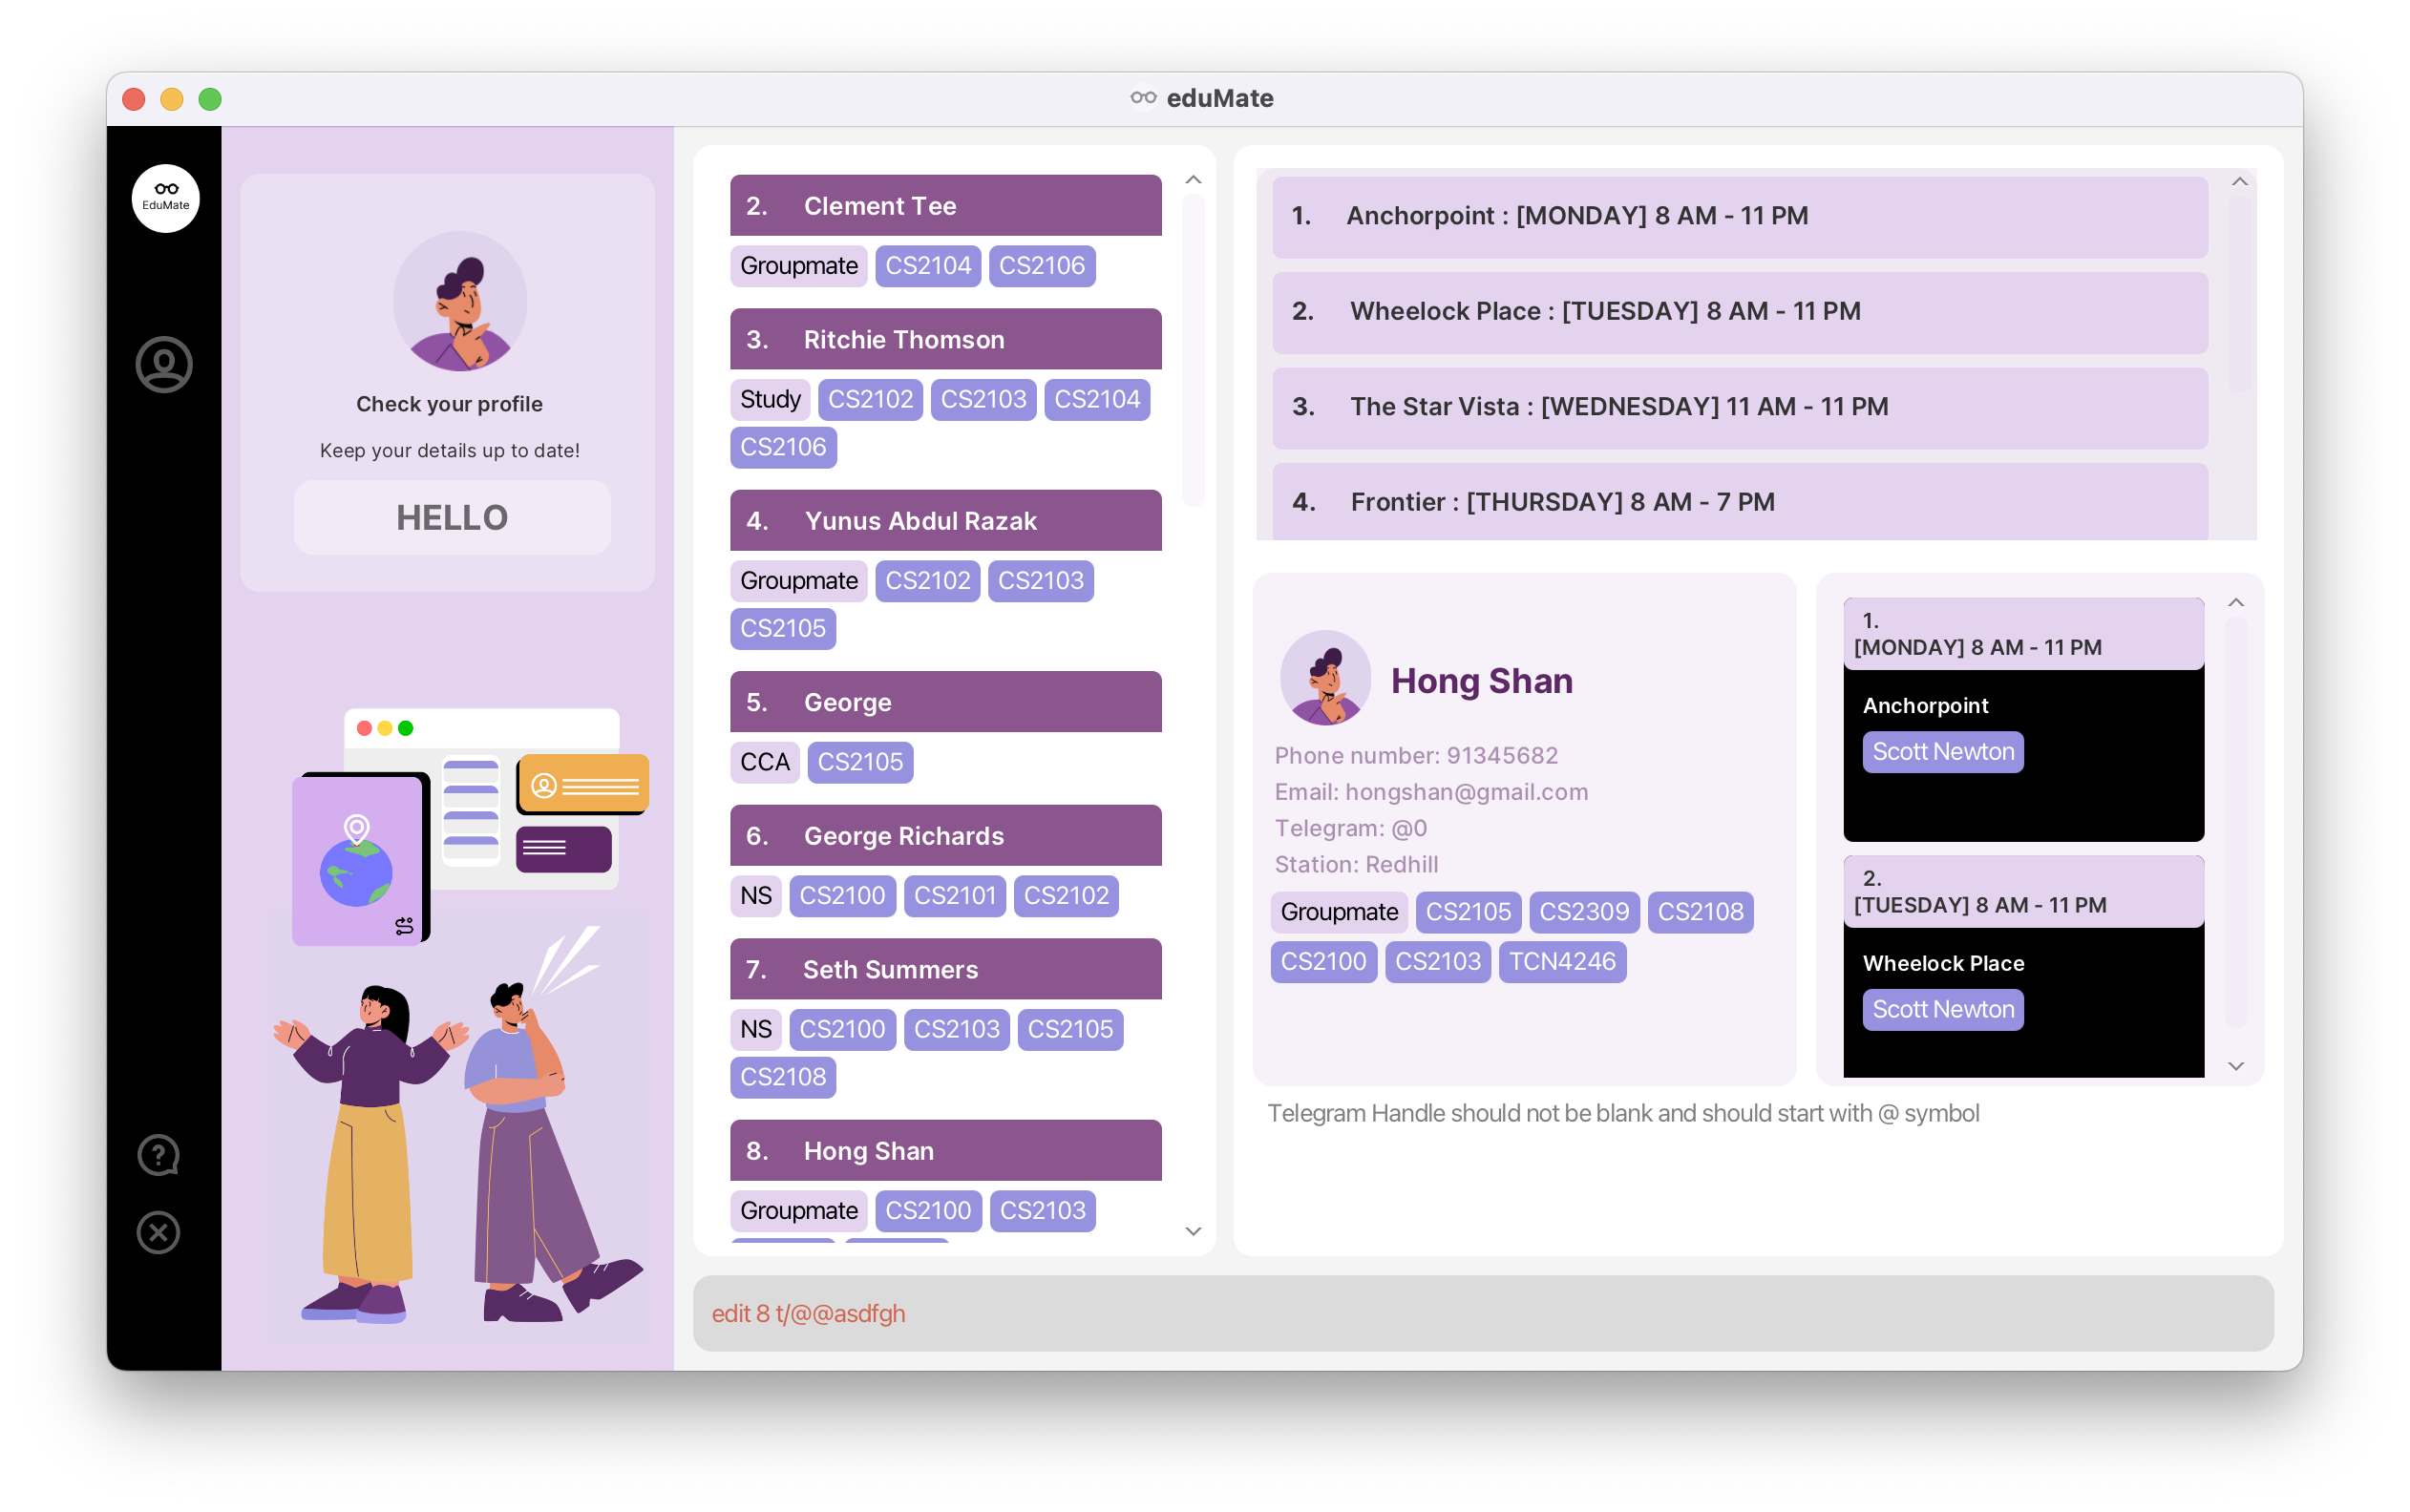 eduMate
EduMate
Check your profile
Keep your details up to date!
HELLO
2. Clement Tee
Groupmate CS2104 CS2106
3. Ritchie Thomson
Study CS2102 CS2103 CS2104
CS2106
4. Yunus Abdul Razak
Groupmate CS2102 CS2103
CS2105
5. George
CCA CS2105
6. George Richards
NS CS2100 CS2101 CS2102
7. Seth Summers
NS CS2100 CS2103 CS2105
CS2108
8. Hong Shan
Groupmate CS2100 CS2103
1. Anchorpoint : [MONDAY] 8 AM - 11 PM
2. Wheelock Place : [TUESDAY] 8 AM - 11 PM
3. The Star Vista : [WEDNESDAY] 11 AM - 11 PM
4. Frontier : [THURSDAY] 8 AM - 7 PM
Hong Shan
Phone number: 91345682
Email: hongshan@gmail.com
Telegram: @0
Station: Redhill
Groupmate CS2105 CS2309 CS2108
CS2100 CS2103 TCN4246
1.
[MONDAY] 8 AM - 11 PM
Anchorpoint
Scott Newton
2.
[TUESDAY] 8 AM - 11 PM
Wheelock Place
Scott Newton
Telegram Handle should not be blank and should start with @ symbol
edit 8 t/@@asdfgh